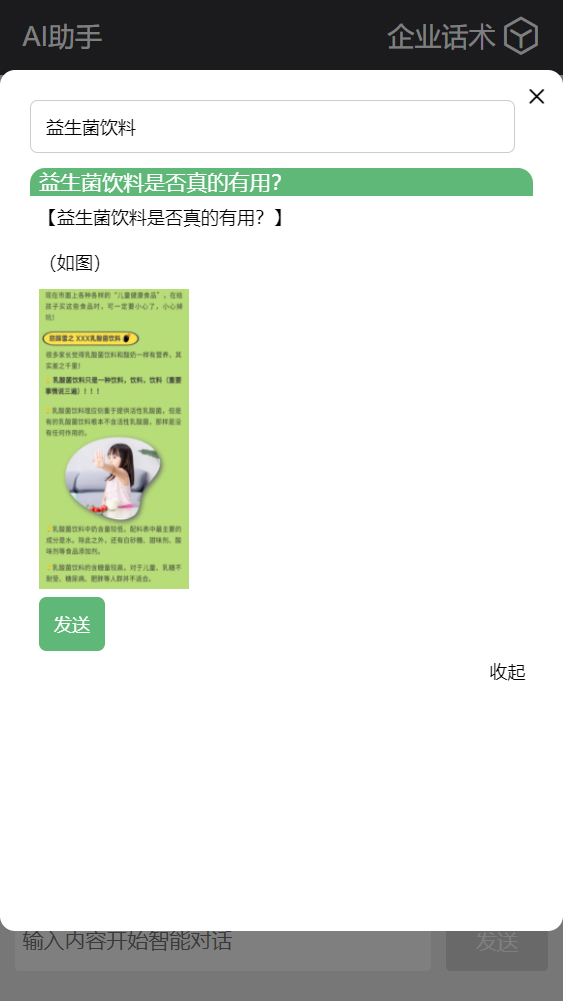 AI助手
企业话术
益生菌饮料
益生菌饮料是否真的有用？
【益生菌饮料是否真的有用？】
（如图）
现在市面上各种各样的“儿童健康食品”，在给
孩子买这些食品时，可一定要小心了，小心掉
坑！
XXX乳酸菌饮料
很多家长觉得乳酸菌饮料和酸奶一样有营养，其
实差之千里！
乳酸菌饮料只是一种饮料，饮料，饮料（重要
事情说三遍）！！！
乳酸菌饮料理应侧重于提供活性乳酸菌，但是
有的乳酸菌饮料根本不含活性乳酸菌，那样是没
有任何作用的。
乳酸菌饮料中奶含量较低，配料表中最主要的
成分是水。除此之外，还有白砂糖、甜味剂、酸
味剂等食品添加剂。
乳酸菌饮料的含糖量较高，对于儿童、乳糖不
耐受、糖尿病、肥胖等人群并不适合。
发送
收起
输入内容开始智能对话
发送